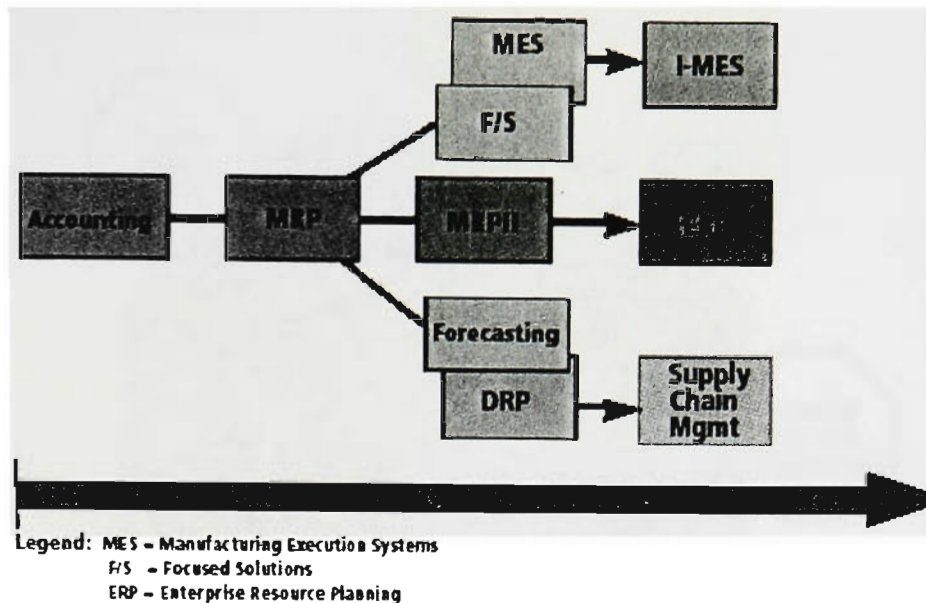 MES
I-MES
F/S
Accounting
MRP
MRPII
Forecasting
DRP
Supply
Chain
Mgmt
Legend: MES - Manufacturing Execution Systems
F/S - Focused Solutions
ERP - Enterprise Resource Planning